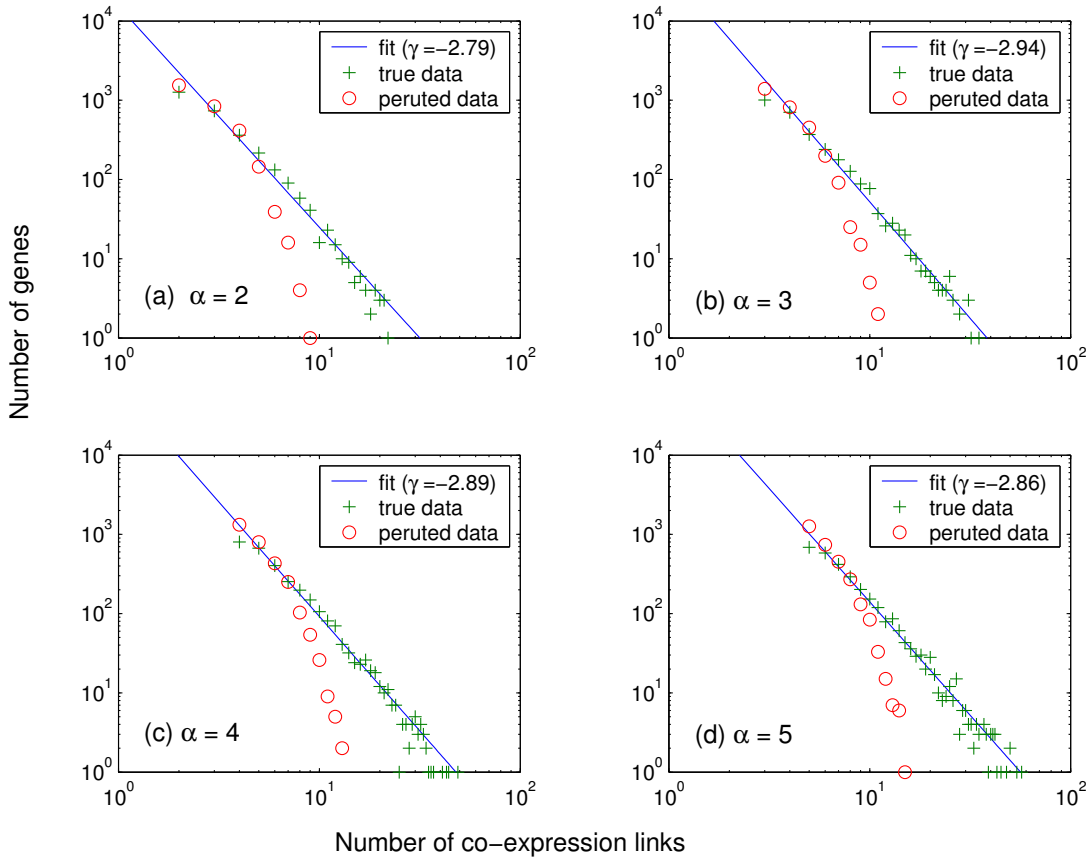 Number of genes
10^4
10^3
10^2
10^1
10^0
10^0
10^1
10^2
fit (γ=−2.79)
true data
peruted data
(a) α = 2
10^4
10^3
10^2
10^1
10^0
10^0
10^1
10^2
fit (γ=−2.94)
true data
peruted data
(b) α = 3
10^4
10^3
10^2
10^1
10^0
10^0
10^1
10^2
fit (γ=−2.89)
true data
peruted data
(c) α = 4
10^4
10^3
10^2
10^1
10^0
10^0
10^1
10^2
fit (γ=−2.86)
true data
peruted data
(d) α = 5
Number of co−expression links